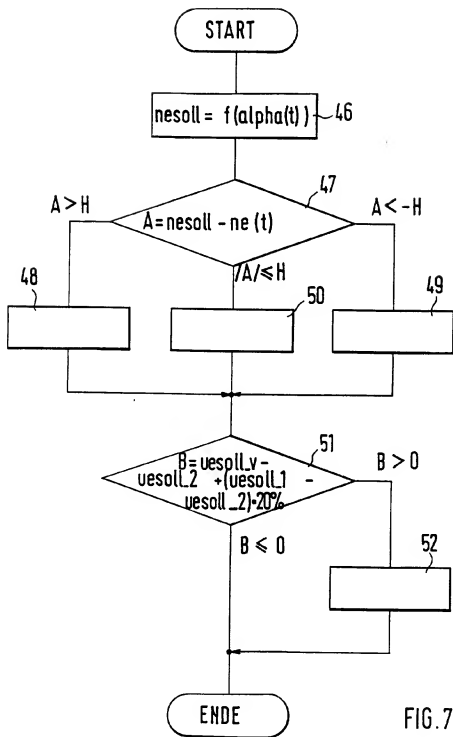 START
nesoll = f(alpha(t))
46
47
A>H
A<-H
A=nesoll - ne (t)
/A/≤H
48
50
49
51
B=uesoll_v-
uesoll_2 +(uesoll_1 -
uesoll_2)•20%
B>0
B ≤ 0
52
ENDE
FIG.7